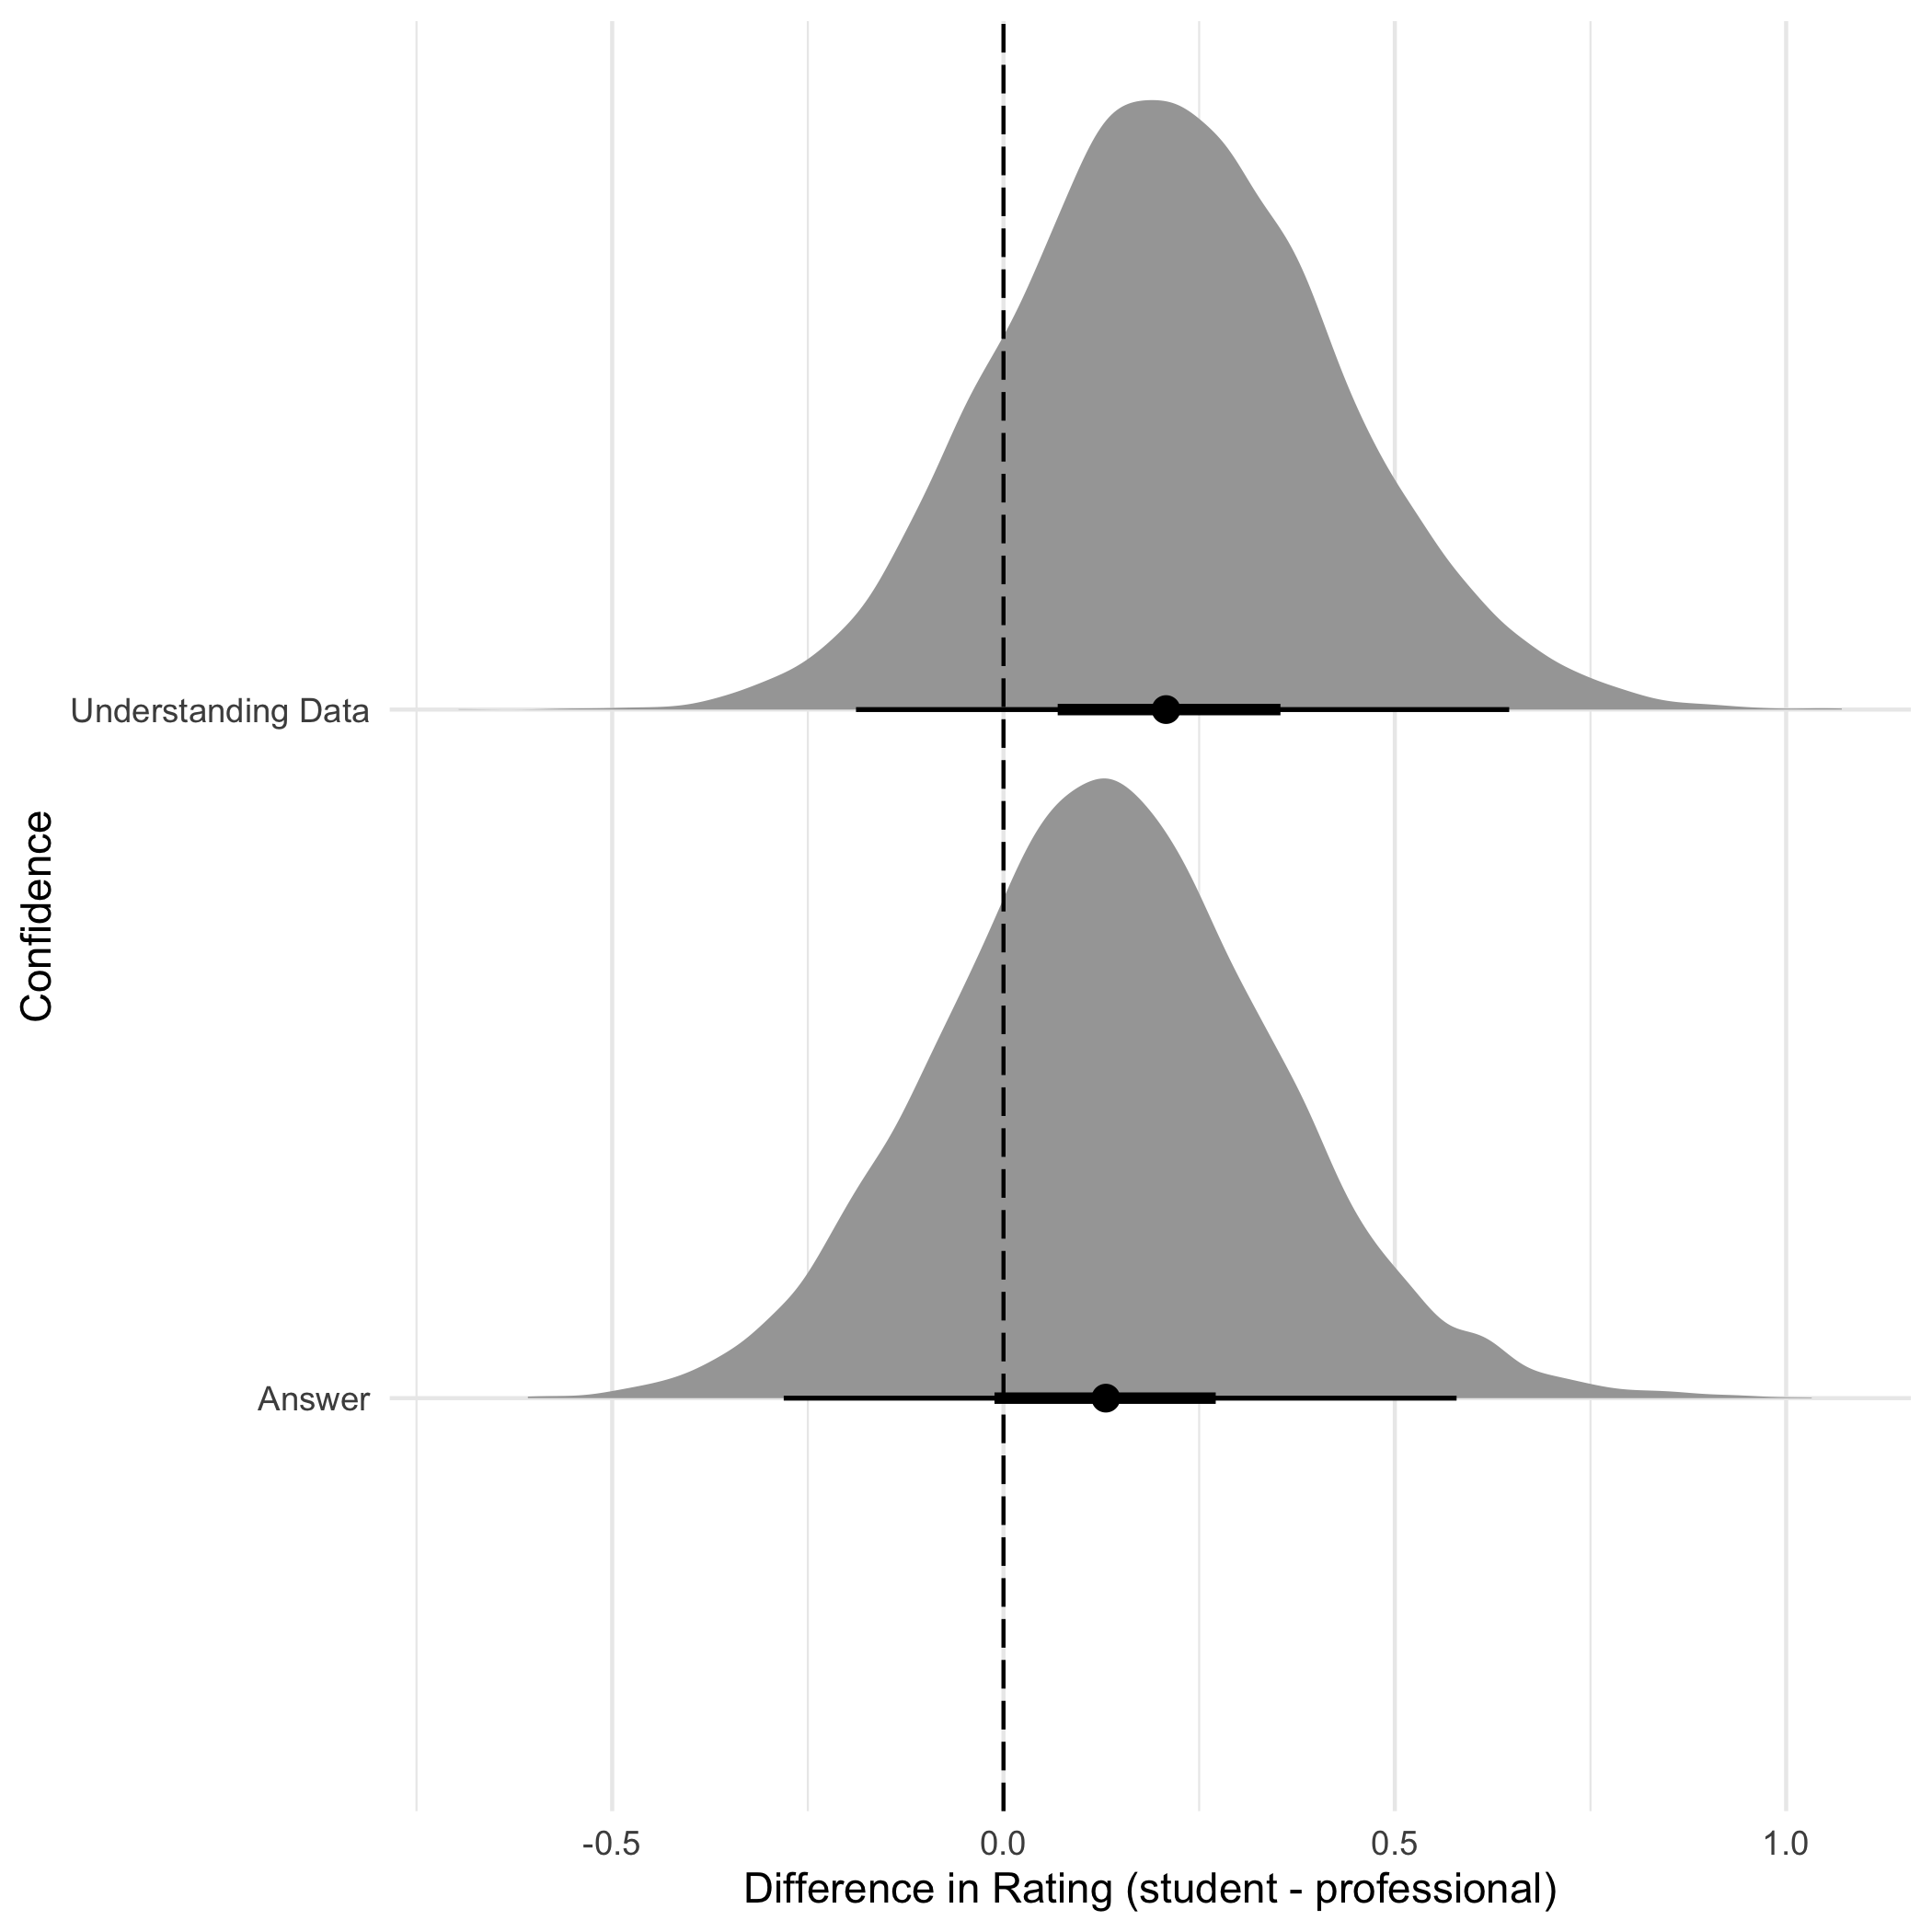 Understanding Data
Confidence
Answer
-0.5 0.0 0.5 1.0
Difference in Rating (student - professional)